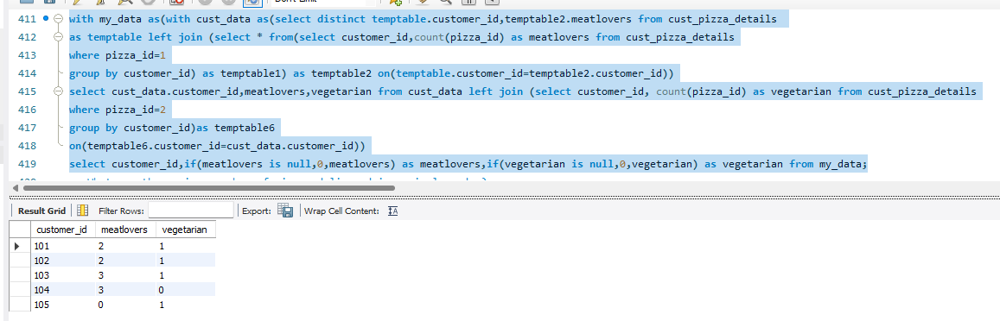 Don't Limit
411 with my_data as(with cust_data as(select distinct temptable.customer_id,temptable2.meatlovers from cust_pizza_details
412 as temptable left join (select * from(select customer_id,count(pizza_id) as meatlovers from cust_pizza_details
413 where pizza_id=1
414 group by customer_id) as temptable1) as temptable2 on(temptable.customer_id=temptable2.customer_id))
415 select cust_data.customer_id,meatlovers,vegetarian from cust_data left join (select customer_id, count(pizza_id) as vegetarian from cust_pizza_details
416 where pizza_id=2
417 group by customer_id)as temptable6
418 on(temptable6.customer_id=cust_data.customer_id))
419 select customer_id,if(meatlovers is null,0,meatlovers) as meatlovers,if(vegetarian is null,0,vegetarian) as vegetarian from my_data;
Result Grid Filter Rows: Export: Wrap Cell Content:
customer_id meatlovers vegetarian
101 2 1
102 2 1
103 3 1
104 3 0
105 0 1